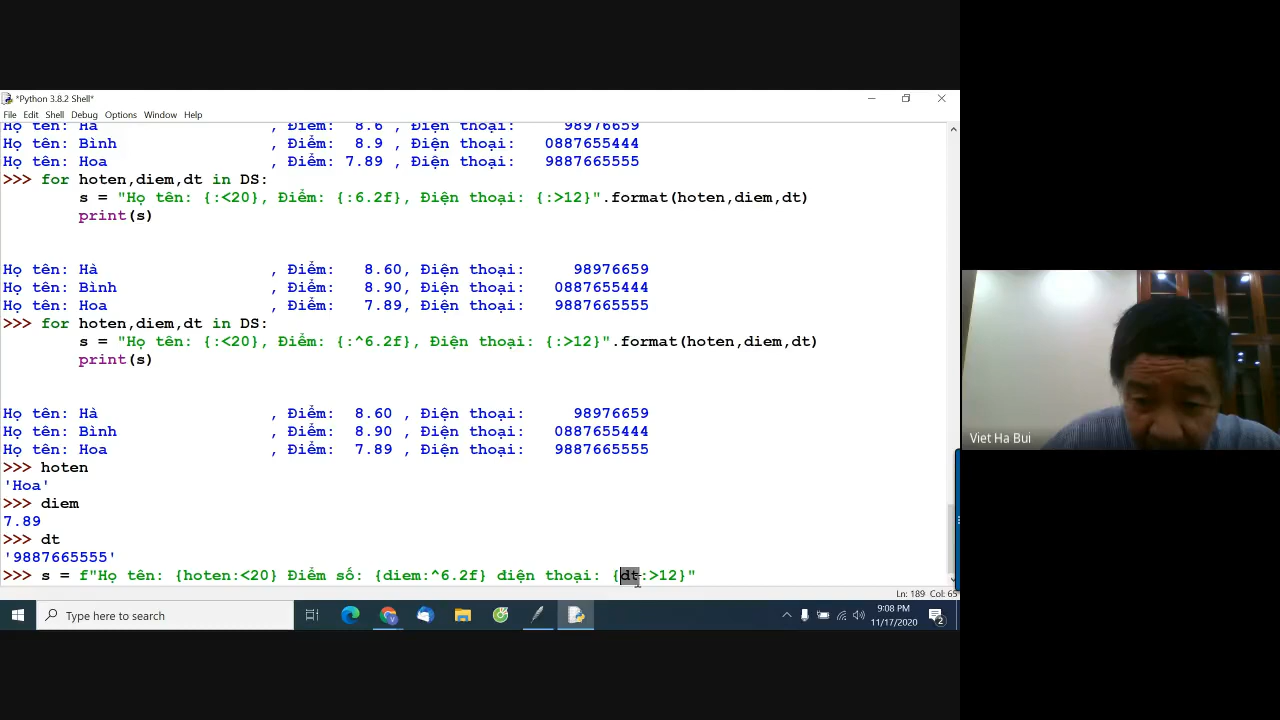 *Python 3.8.2 Shell*
File Edit Shell Debug Options Window Help
Họ tên: Hà , Điểm: 8.6 , Điện thoại: 98976659
Họ tên: Bình , Điểm: 8.9 , Điện thoại: 0887655444
Họ tên: Hoa , Điểm: 7.89 , Điện thoại: 9887665555
>>> for hoten,diem,dt in DS:
s = "Họ tên: {:<20}, Điểm: {:6.2f}, Điện thoại: {:>12}".format(hoten,diem,dt)
print(s)
Họ tên: Hà , Điểm: 8.60, Điện thoại: 98976659
Họ tên: Bình , Điểm: 8.90, Điện thoại: 0887655444
Họ tên: Hoa , Điểm: 7.89, Điện thoại: 9887665555
>>> for hoten,diem,dt in DS:
s = "Họ tên: {:<20}, Điểm: {:^6.2f}, Điện thoại: {:>12}".format(hoten,diem,dt)
print(s)
Họ tên: Hà , Điểm: 8.60 , Điện thoại: 98976659
Họ tên: Bình , Điểm: 8.90 , Điện thoại: 0887655444
Họ tên: Hoa , Điểm: 7.89 , Điện thoại: 9887665555
>>> hoten
'Hoa'
>>> diem
7.89
>>> dt
'9887665555'
>>> s = f"Họ tên: {hoten:<20} Điểm số: {diem:^6.2f} diện thoại: {dt:>12}"
Ln: 189 Col: 65
Type here to search
9:08 PM
11/17/2020
2
Viet Ha Bui